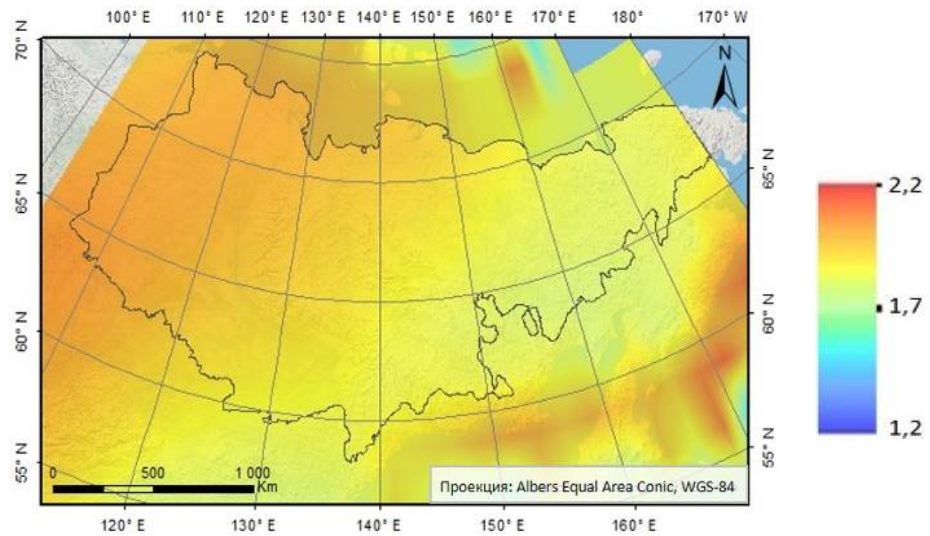 100° E 110° E 120° E 130° E 140° E 150° E 160° E 170° E 180° 170° W
70° N
N
65° N
65° N
2,2
60° N
60° N
1,7
55° N
55° N
1,2
0 500 1 000
Km
Проекция: Albers Equal Area Conic, WGS-84
120° E 130° E 140° E 150° E 160° E